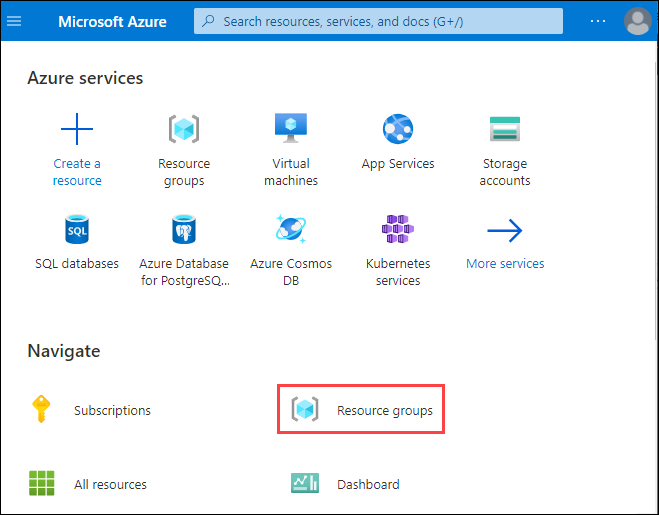 Microsoft Azure
Search resources, services, and docs (G+/)
...
Azure services
Create a
resource
Resource
groups
Virtual
machines
App Services
Storage
accounts
SQL
SQL databases
Azure Database
for PostgreSQ...
Azure Cosmos
DB
Kubernetes
services
More services
Navigate
Subscriptions
Resource groups
All resources
Dashboard